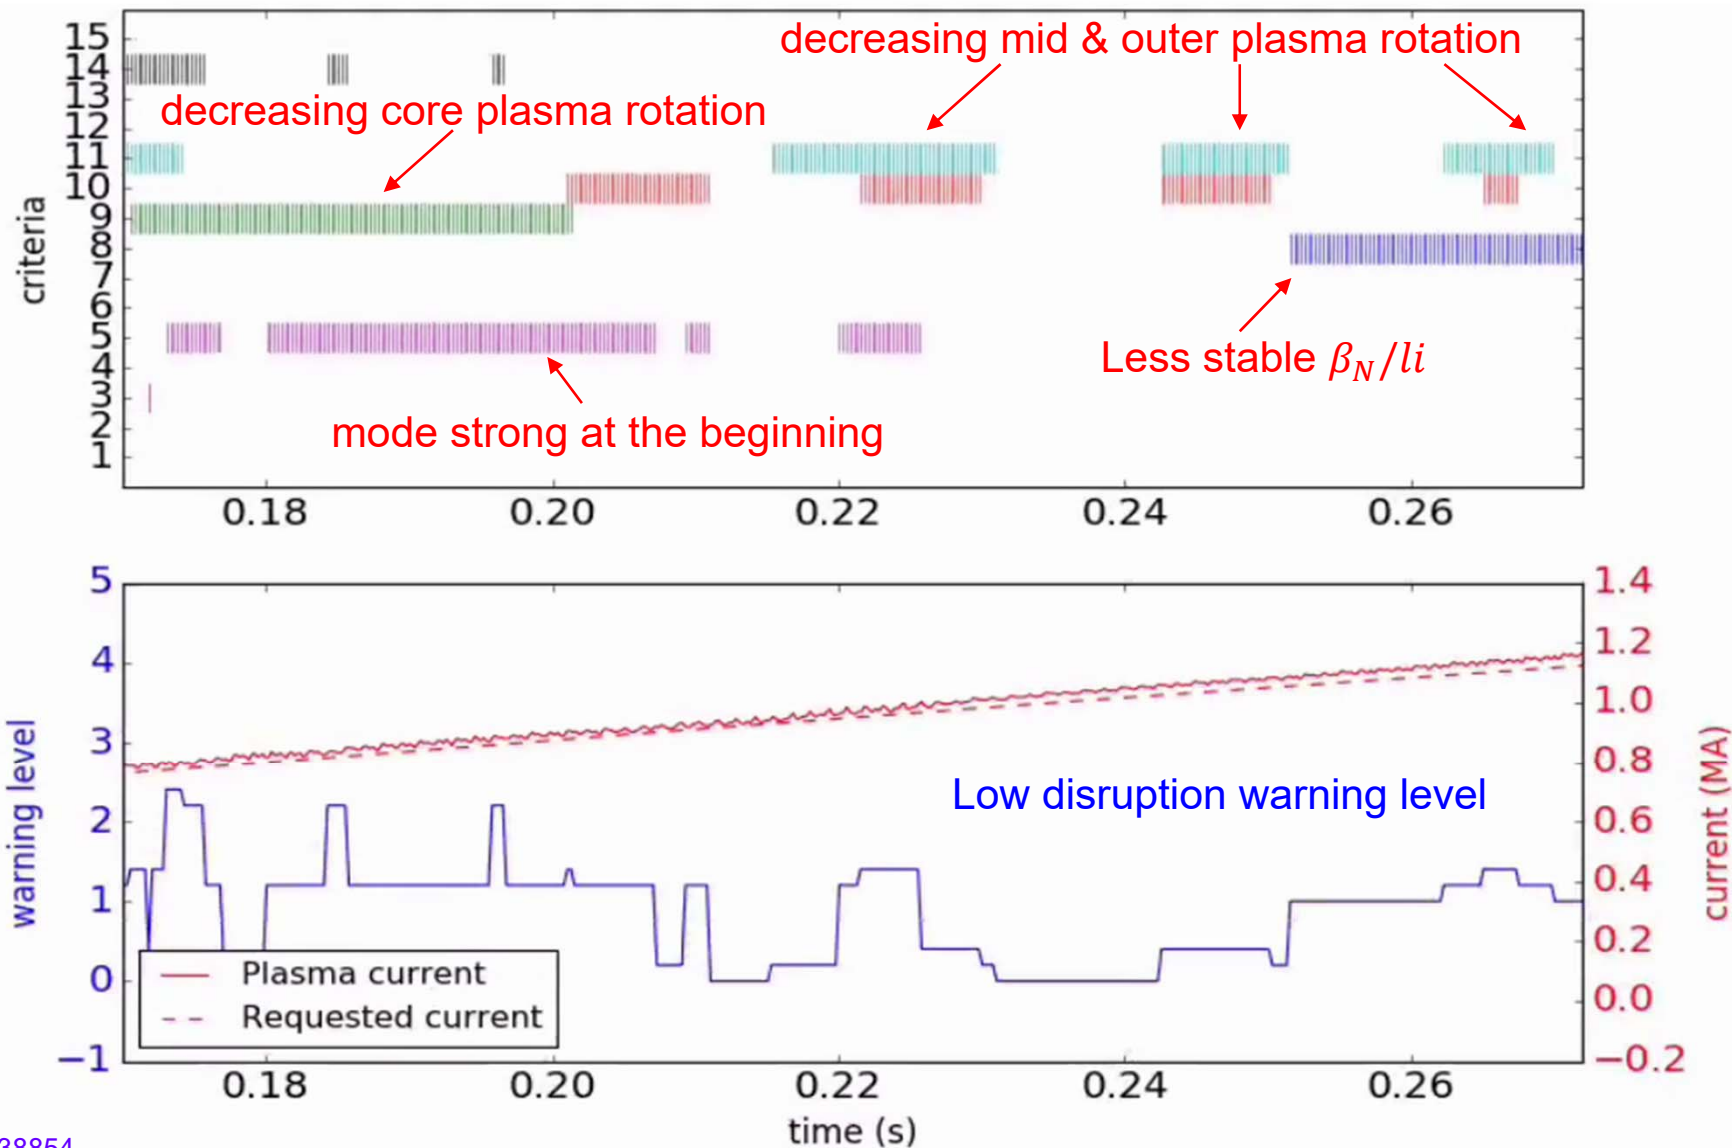 15
14
13
12
11
10
9
8
7
6
5
4
3
2
1
criteria
decreasing mid & outer plasma rotation
decreasing core plasma rotation
Less stable β_N/li
mode strong at the beginning
0.18 0.20 0.22 0.24 0.26
5
4
3
2
1
0
−1
warning level
1.4
1.2
1.0
0.8
0.6
0.4
0.2
0.0
−0.2
current (MA)
Low disruption warning level
Plasma current
Requested current
0.18 0.20 0.22 0.24 0.26
time (s)